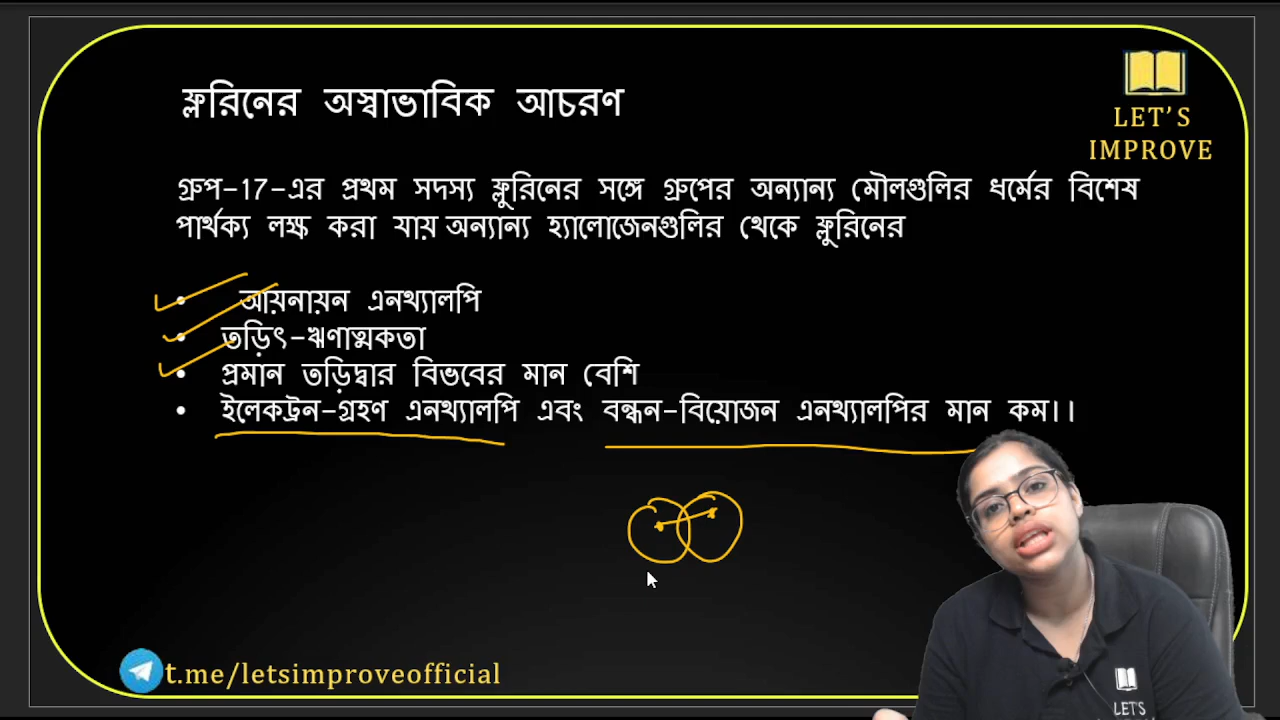 ফ্লরিনের অস্বাভাবিক আচরণ
LET'S
IMPROVE
গ্রুপ-17-এর প্রথম সদস্য ফ্লুরিনের সঙ্গে গ্রুপের অন্যান্য মৌলগুলির ধর্মের বিশেষ
পার্থক্য লক্ষ করা যায় অন্যান্য হ্যালোজেনগুলির থেকে ফ্লুরিনের
• আয়নায়ন এনথ্যালপি
• তড়িৎ-ঋণাত্মকতা
• প্রমান তড়িদ্বার বিভবের মান বেশি
• ইলেকট্রন-গ্রহণ এনথ্যালপি এবং বন্ধন-বিয়োজন এনথ্যালপির মান কম।।
t.me/letsimproveofficial
LET'S